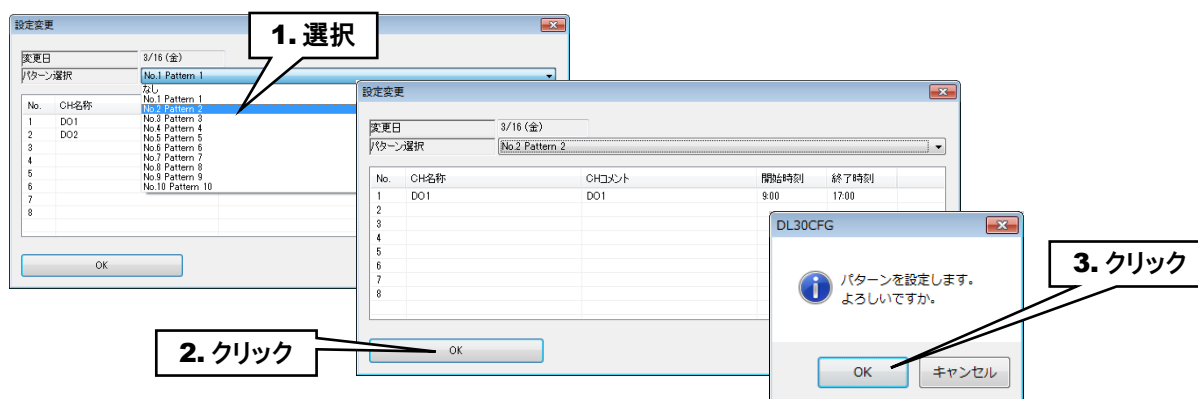 設定変更
1. 選択
変更日 3/16 (金)
パターン選択 No.1 Pattern 1
なし
No.1 Pattern 1
No.2 Pattern 2
No.3 Pattern 3
No.4 Pattern 4
No.5 Pattern 5
No.6 Pattern 6
No.7 Pattern 7
No.8 Pattern 8
No.9 Pattern 9
No.10 Pattern 10
No. CH名称
1 DO1
2 DO2
3
4
5
6
7
8
OK
設定変更
変更日 3/16 (金)
パターン選択 No.2 Pattern 2
No. CH名称 CHコメント 開始時刻 終了時刻
1 DO1 DO1 9:00 17:00
2
3
4
5
6
7
8
2. クリック
OK
DL30CFG
パターンを設定します。
よろしいですか。
3. クリック
OK キャンセル